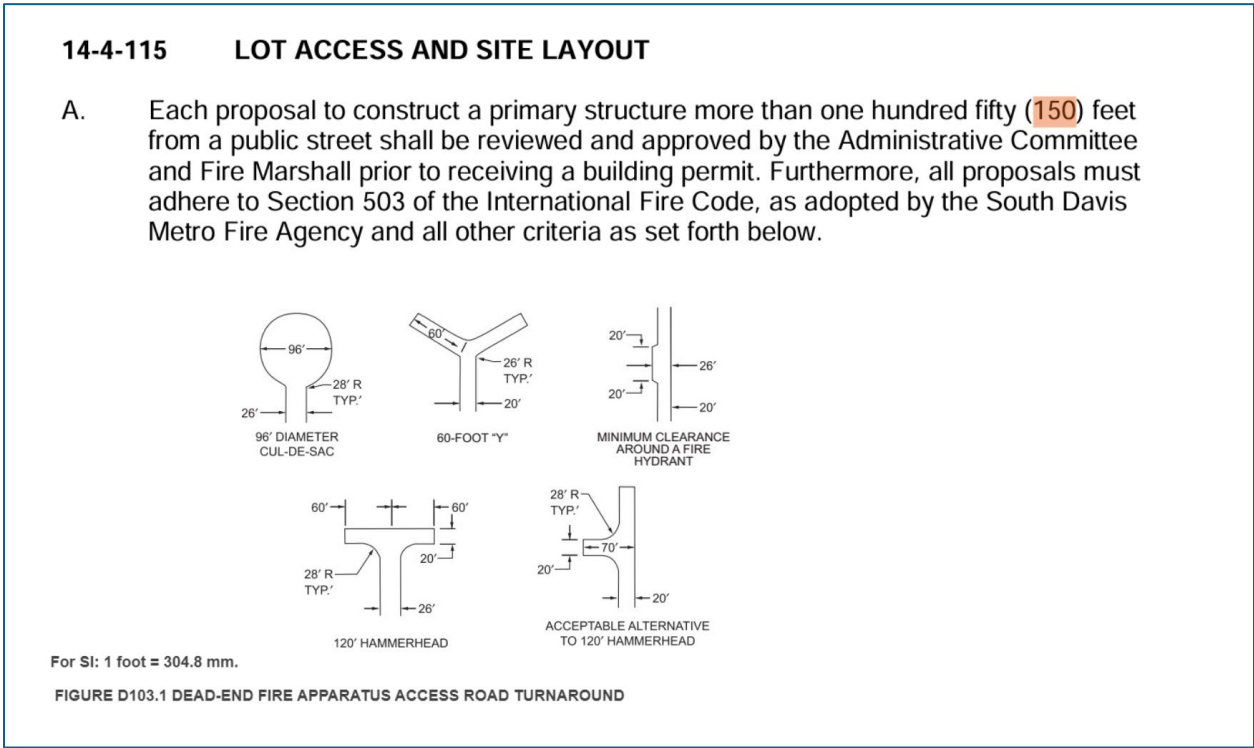 14-4-115 LOT ACCESS AND SITE LAYOUT
A. Each proposal to construct a primary structure more than one hundred fifty (150) feet
from a public street shall be reviewed and approved by the Administrative Committee
and Fire Marshall prior to receiving a building permit. Furthermore, all proposals must
adhere to Section 503 of the International Fire Code, as adopted by the South Davis
Metro Fire Agency and all other criteria as set forth below.
96′
28′ R
TYP.′
26′
96′ DIAMETER
CUL-DE-SAC
60′
26′ R
TYP.′
20′
60-FOOT "Y"
20′
26′
20′
20′
MINIMUM CLEARANCE
AROUND A FIRE
HYDRANT
60′
60′
20′
28′ R
TYP.′
26′
120′ HAMMERHEAD
28′ R
TYP.′
70′
20′
20′
ACCEPTABLE ALTERNATIVE
TO 120′ HAMMERHEAD
For SI: 1 foot = 304.8 mm.
FIGURE D103.1 DEAD-END FIRE APPARATUS ACCESS ROAD TURNAROUND